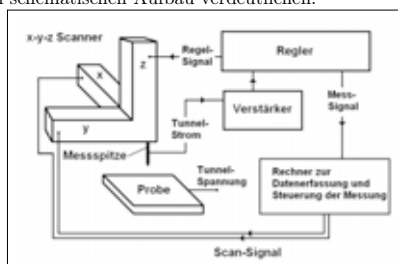 schematischen Aufbau verdeutlichen.
x-y-z Scanner
Regel-
Signal
Regler
x
z
y
Tunnel-
Strom
Verstärker
Mess-
Signal
Messspitze
Probe
Tunnel-
Spannung
Rechner zur
Datenerfassung und
Steuerung der Messung
Scan-Signal